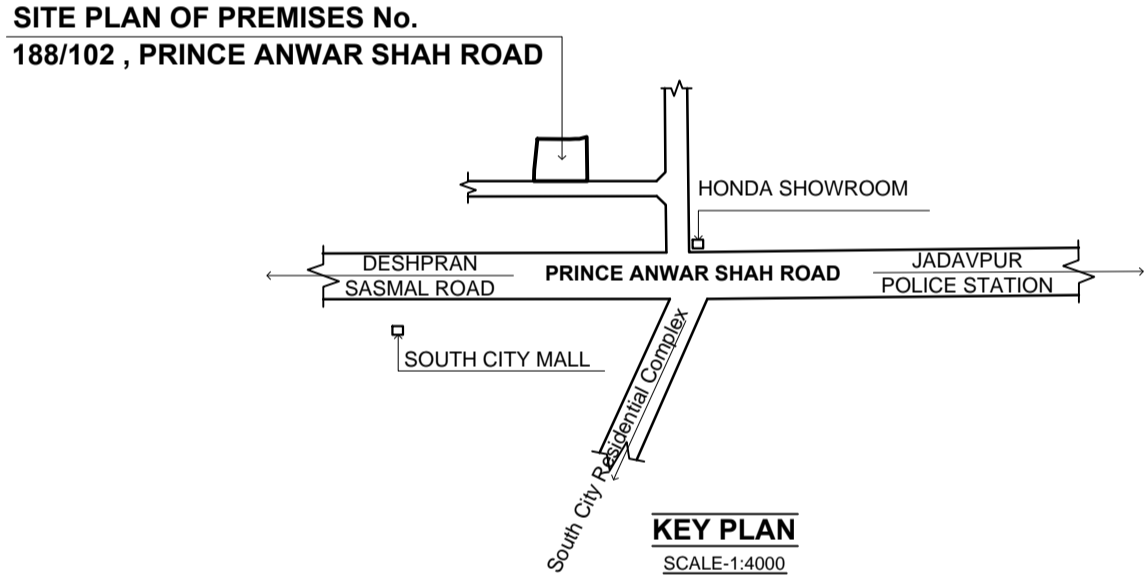 SITE PLAN OF PREMISES No.
188/102 , PRINCE ANWAR SHAH ROAD
HONDA SHOWROOM
DESHPRAN
SASMAL ROAD
PRINCE ANWAR SHAH ROAD
JADAVPUR
POLICE STATION
SOUTH CITY MALL
South City Residential Complex
KEY PLAN
SCALE-1:4000